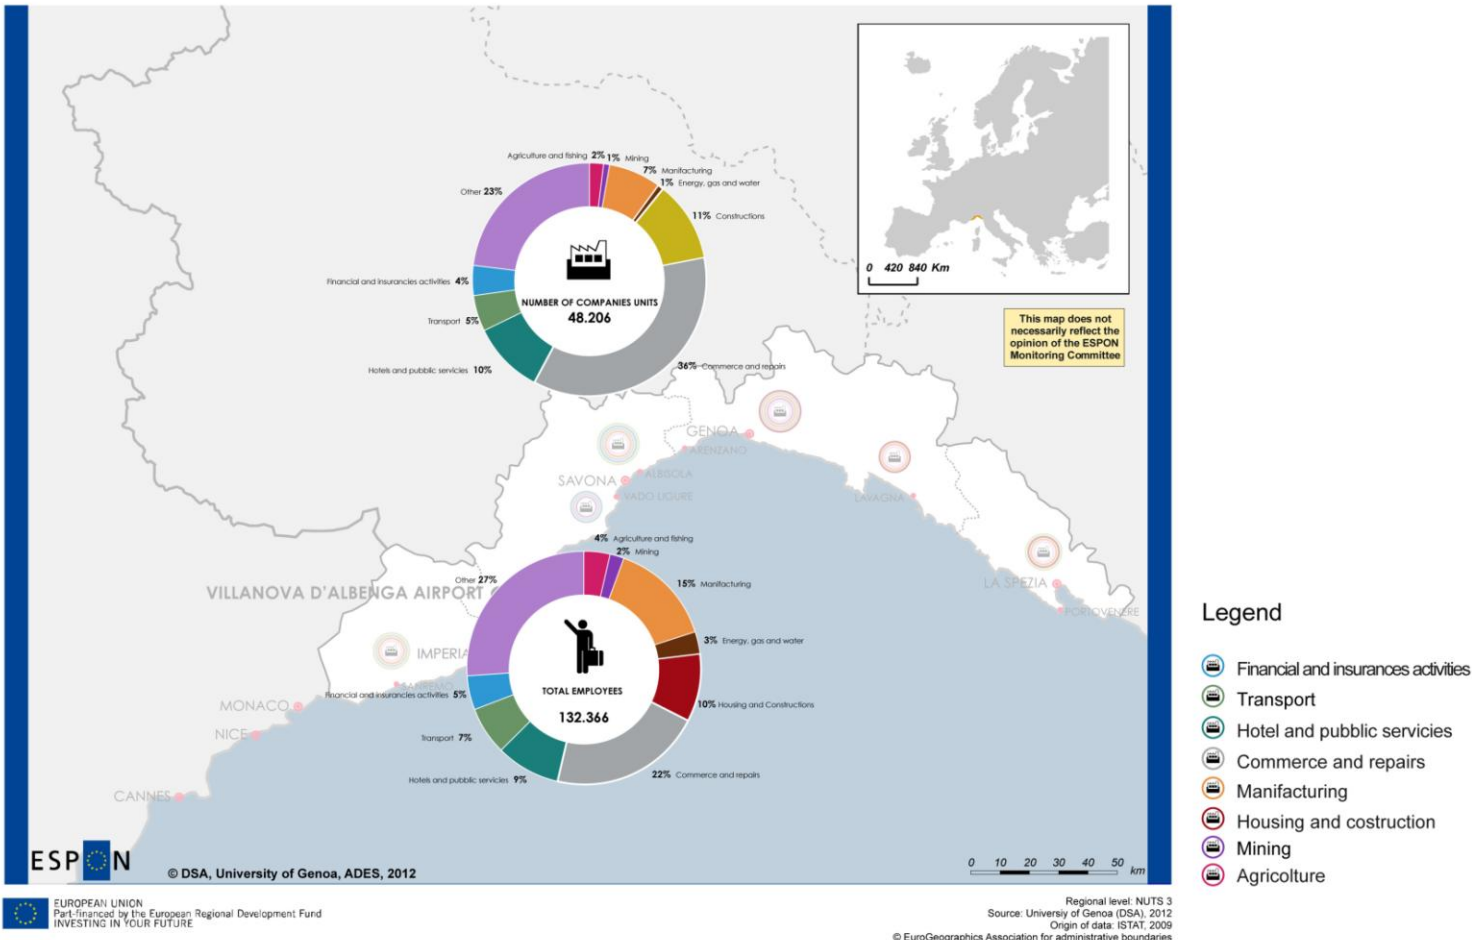 Agriculture and fishing 2%
1% Mining
7% Manifacturing
1% Energy, gas and water
Other 23%
11% Constructions
NUMBER OF COMPANIES UNITS
48.206
Financial and insurancies activities 4%
Transport 5%
Hotels and pubblic servicies 10%
36% Commerce and repairs
0 420 840 Km
This map does not
necessarily reflect the
opinion of the ESPON
Monitoring Committee
GENOA
ARENZANO
SAVONA
ALBISOLA
VADO LIGURE
LAVAGNA
LA SPEZIA
PORTOVENERE
4% Agriculture and fishing
2% Mining
Other 27%
15% Manifacturing
VILLANOVA D'ALBENGA AIRPORT
3% Energy, gas and water
TOTAL EMPLOYEES
132.366
IMPERIA
SANREMO
Financial and insurancies activities 5%
10% Housing and Constructions
MONACO
NICE
Transport 7%
Hotels and pubblic servicies 9%
22% Commerce and repairs
CANNES
ESPON
© DSA, University of Genoa, ADES, 2012
0 10 20 30 40 50
km
Legend
Financial and insurances activities
Transport
Hotel and pubblic servicies
Commerce and repairs
Manifacturing
Housing and costruction
Mining
Agricolture
EUROPEAN UNION
Part-financed by the European Regional Development Fund
INVESTING IN YOUR FUTURE
Regional level: NUTS 3
Source: Universiy of Genoa (DSA), 2012
Origin of data: ISTAT, 2009
© EuroGeographics Association for administrative boundaries